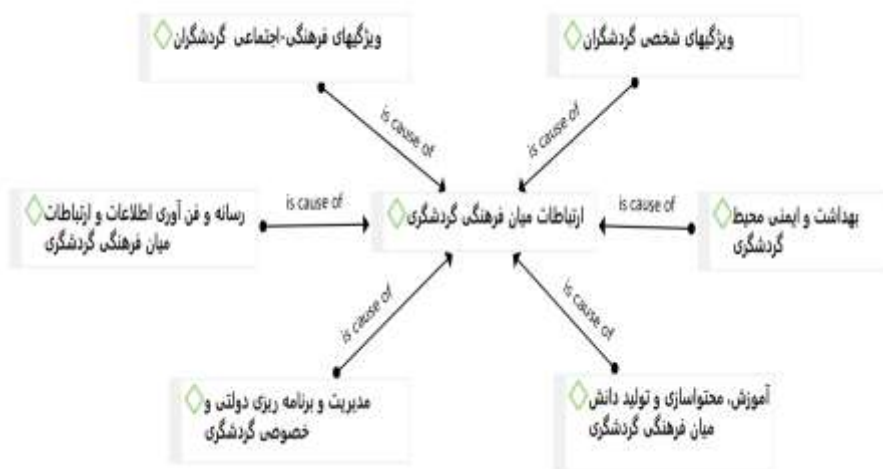 ویژگیهای شخصی گردشگران
ویژگیهای فرهنگی-اجتماعی گردشگران
is cause of
is cause of
بهداشت و ایمنی محیط
گردشگری
is cause of
ارتباطات میان فرهنگی گردشگری
is cause of
رسانه و فن آوری اطلاعات و ارتباطات
میان فرهنگی گردشگری
is cause of
is cause of
آموزش، محتواسازی و تولید دانش
میان فرهنگی گردشگری
مدیریت و برنامه ریزی دولتی و
خصوصی گردشگری